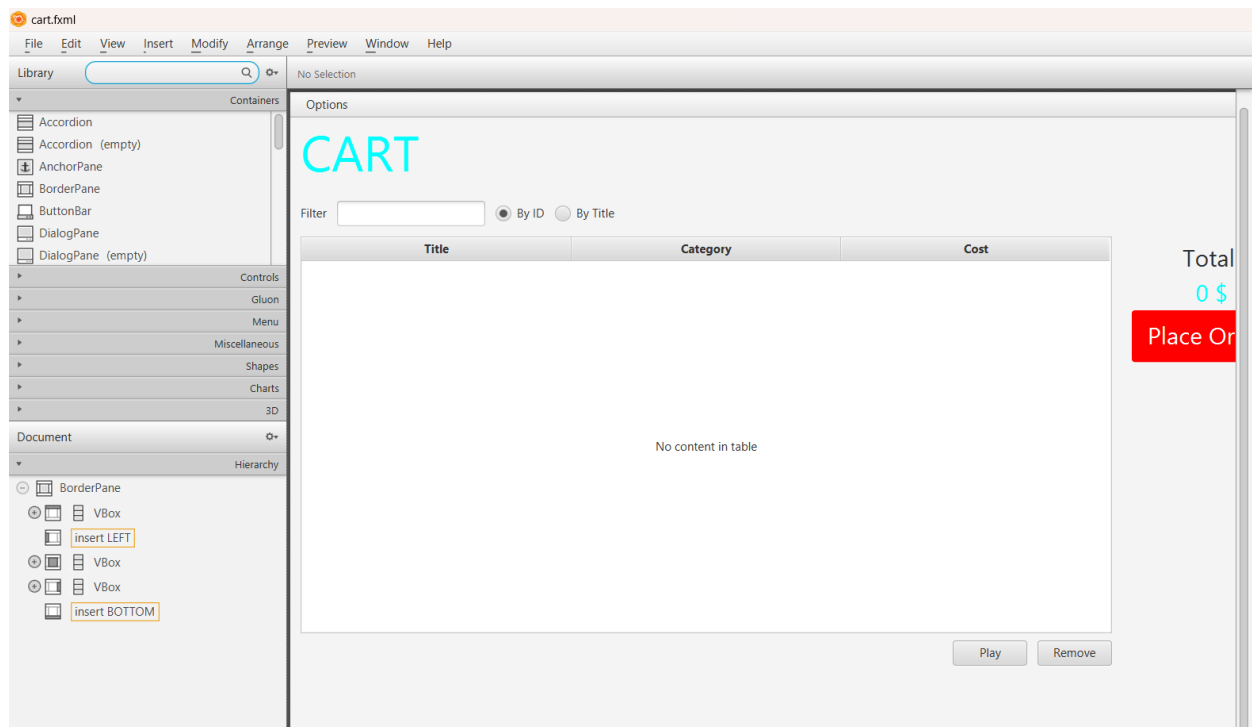 cart.fxml
File Edit View Insert Modify Arrange Preview Window Help
Library
No Selection
Containers
Accordion
Accordion (empty)
AnchorPane
BorderPane
ButtonBar
DialogPane
DialogPane (empty)
Controls
Gluon
Menu
Miscellaneous
Shapes
Charts
3D
Document
Hierarchy
BorderPane
VBox
insert LEFT
VBox
VBox
insert BOTTOM
Options
CART
Filter By ID By Title
Title Category Cost
No content in table
Total
0 $
Place Or
Play Remove